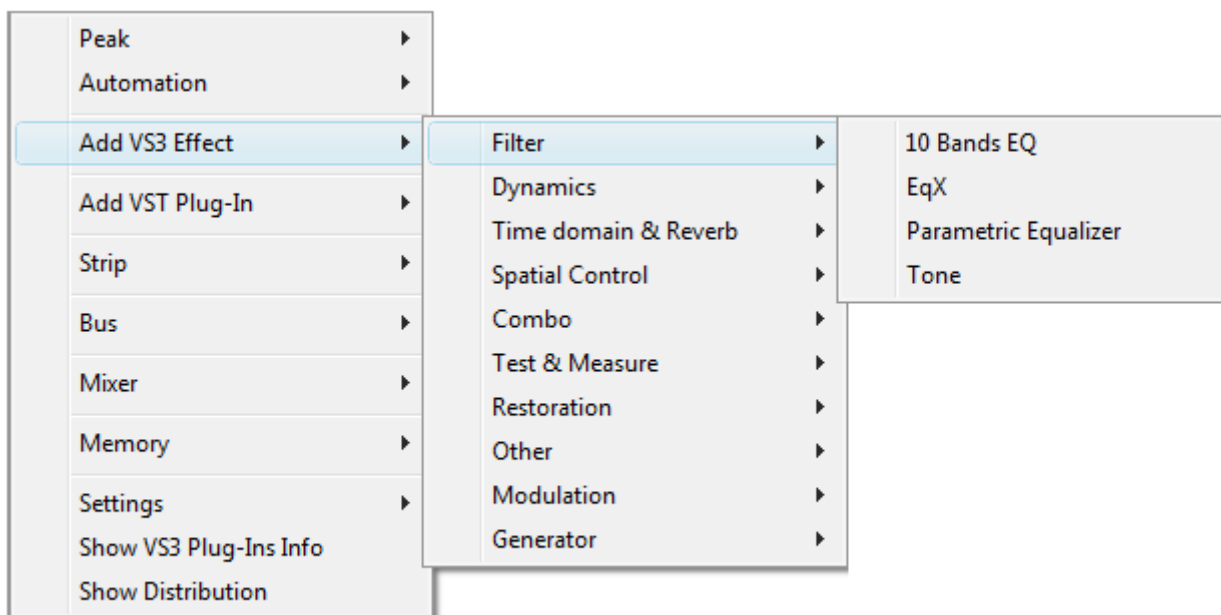 Peak
Automation
Add VS3 Effect
Add VST Plug-In
Strip
Bus
Mixer
Memory
Settings
Show VS3 Plug-Ins Info
Show Distribution
Filter
Dynamics
Time domain & Reverb
Spatial Control
Combo
Test & Measure
Restoration
Other
Modulation
Generator
10 Bands EQ
EqX
Parametric Equalizer
Tone